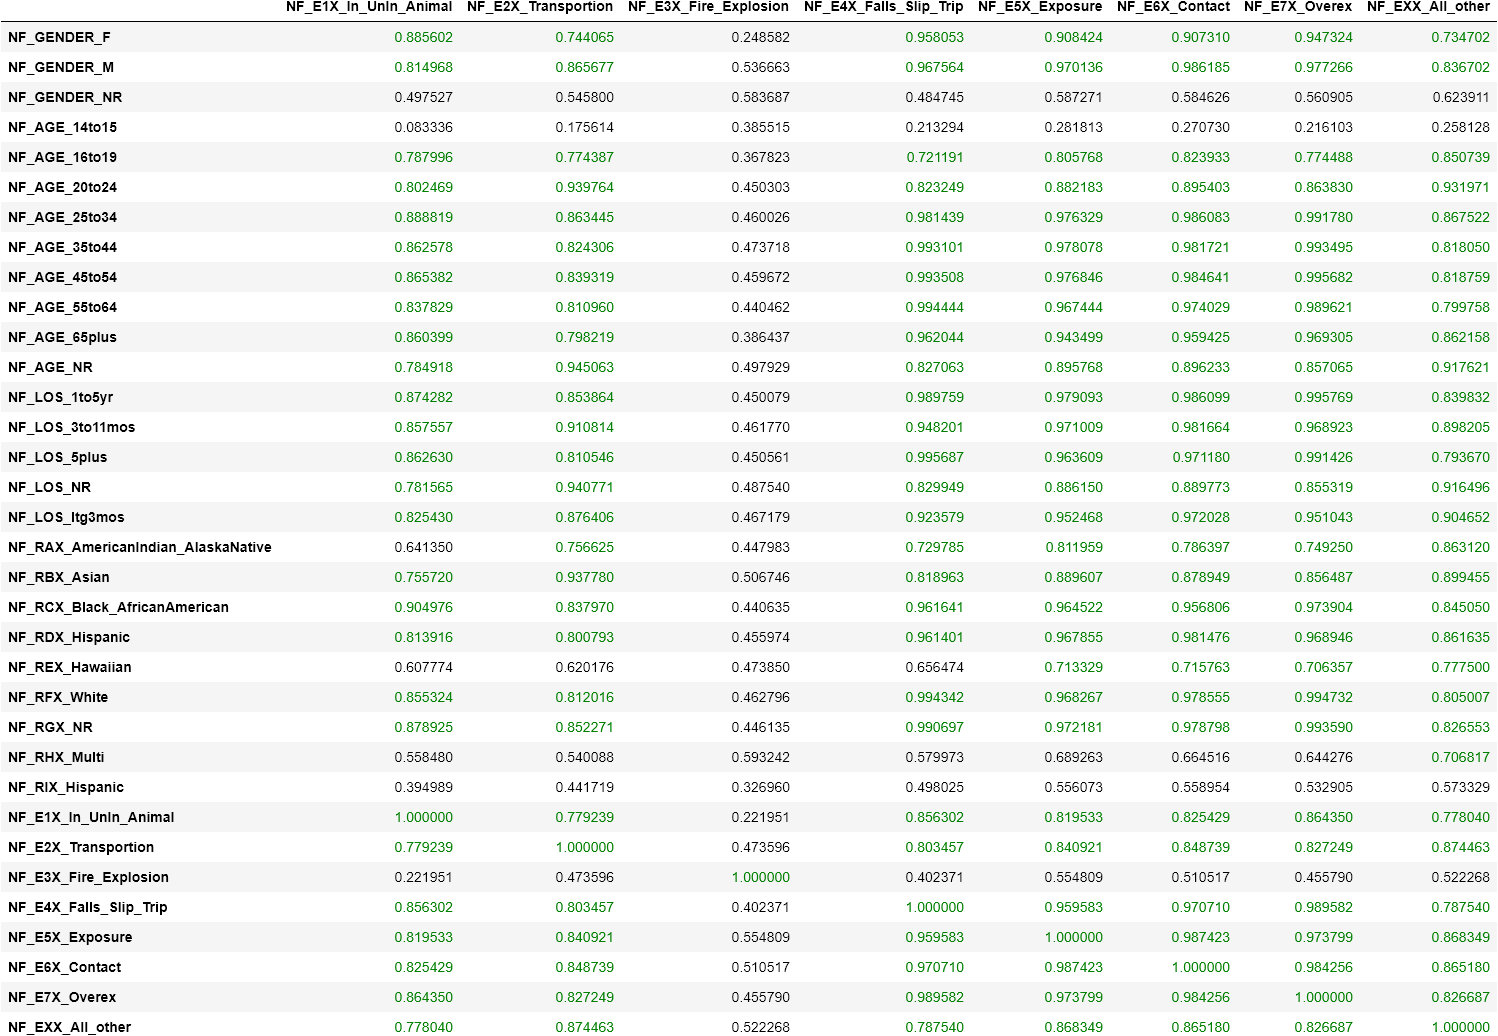 NF_E1X_In_UnIn_Animal NF_E2X_Transportion NF_E3X_Fire_Explosion NF_E4X_Falls_Slip_Trip NF_E5X_Exposure NF_E6X_Contact NF_E7X_Overex NF_EXX_All_other
NF_GENDER_F 0.885602 0.744065 0.248582 0.958053 0.908424 0.907310 0.947324 0.734702
NF_GENDER_M 0.814968 0.865677 0.536663 0.967564 0.970136 0.986185 0.977266 0.836702
NF_GENDER_NR 0.497527 0.545800 0.583687 0.484745 0.587271 0.584626 0.560905 0.623911
NF_AGE_14to15 0.083336 0.175614 0.385515 0.213294 0.281813 0.270730 0.216103 0.258128
NF_AGE_16to19 0.787996 0.774387 0.367823 0.721191 0.805768 0.823933 0.774488 0.850739
NF_AGE_20to24 0.802469 0.939764 0.450303 0.823249 0.882183 0.895403 0.863830 0.931971
NF_AGE_25to34 0.888819 0.863445 0.460026 0.981439 0.976329 0.986083 0.991780 0.867522
NF_AGE_35to44 0.862578 0.824306 0.473718 0.993101 0.978078 0.981721 0.993495 0.818050
NF_AGE_45to54 0.865382 0.839319 0.459672 0.993508 0.976846 0.984641 0.995682 0.818759
NF_AGE_55to64 0.837829 0.810960 0.440462 0.994444 0.967444 0.974029 0.989621 0.799758
NF_AGE_65plus 0.860399 0.798219 0.386437 0.962044 0.943499 0.959425 0.969305 0.862158
NF_AGE_NR 0.784918 0.945063 0.497929 0.827063 0.895768 0.896233 0.857065 0.917621
NF_LOS_1to5yr 0.874282 0.853864 0.450079 0.989759 0.979093 0.986099 0.995769 0.839832
NF_LOS_3to11mos 0.857557 0.910814 0.461770 0.948201 0.971009 0.981664 0.968923 0.898205
NF_LOS_5plus 0.862630 0.810546 0.450561 0.995687 0.963609 0.971180 0.991426 0.793670
NF_LOS_NR 0.781565 0.940771 0.487540 0.829949 0.886150 0.889773 0.855319 0.916496
NF_LOS_ltg3mos 0.825430 0.876406 0.467179 0.923579 0.952468 0.972028 0.951043 0.904652
NF_RAX_AmericanIndian_AlaskaNative 0.641350 0.756625 0.447983 0.729785 0.811959 0.786397 0.749250 0.863120
NF_RBX_Asian 0.755720 0.937780 0.506746 0.818963 0.889607 0.878949 0.856487 0.899455
NF_RCX_Black_AfricanAmerican 0.904976 0.837970 0.440635 0.961641 0.964522 0.956806 0.973904 0.845050
NF_RDX_Hispanic 0.813916 0.800793 0.455974 0.961401 0.967855 0.981476 0.968946 0.861635
NF_REX_Hawaiian 0.607774 0.620176 0.473850 0.656474 0.713329 0.715763 0.706357 0.777500
NF_RFX_White 0.855324 0.812016 0.462796 0.994342 0.968267 0.978555 0.994732 0.805007
NF_RGX_NR 0.878925 0.852271 0.446135 0.990697 0.972181 0.978798 0.993590 0.826553
NF_RHX_Multi 0.558480 0.540088 0.593242 0.579973 0.689263 0.664516 0.644276 0.706817
NF_RIX_Hispanic 0.394989 0.441719 0.326960 0.498025 0.556073 0.558954 0.532905 0.573329
NF_E1X_In_UnIn_Animal 1.000000 0.779239 0.221951 0.856302 0.819533 0.825429 0.864350 0.778040
NF_E2X_Transportion 0.779239 1.000000 0.473596 0.803457 0.840921 0.848739 0.827249 0.874463
NF_E3X_Fire_Explosion 0.221951 0.473596 1.000000 0.402371 0.554809 0.510517 0.455790 0.522268
NF_E4X_Falls_Slip_Trip 0.856302 0.803457 0.402371 1.000000 0.959583 0.970710 0.989582 0.787540
NF_E5X_Exposure 0.819533 0.840921 0.554809 0.959583 1.000000 0.987423 0.973799 0.868349
NF_E6X_Contact 0.825429 0.848739 0.510517 0.970710 0.987423 1.000000 0.984256 0.865180
NF_E7X_Overex 0.864350 0.827249 0.455790 0.989582 0.973799 0.984256 1.000000 0.826687
NF_EXX_All_other 0.778040 0.874463 0.522268 0.787540 0.868349 0.865180 0.826687 1.000000